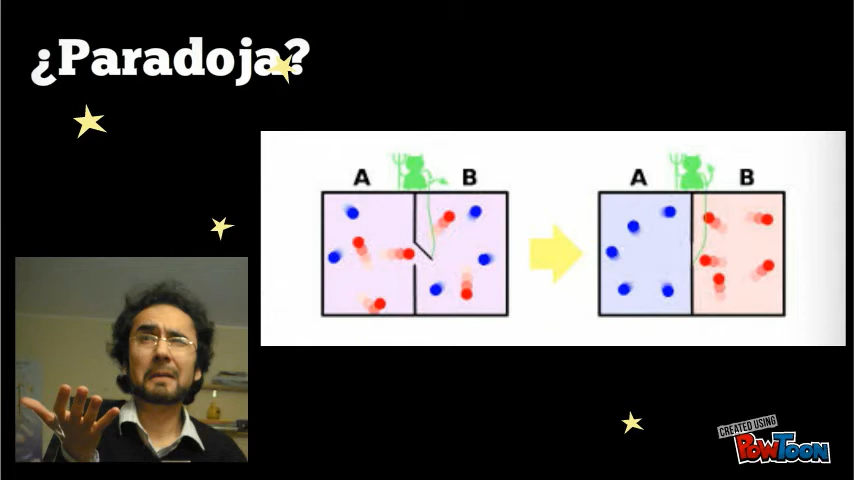 ¿Paradoja?
A B
A B
CREATED USING
POWTOON